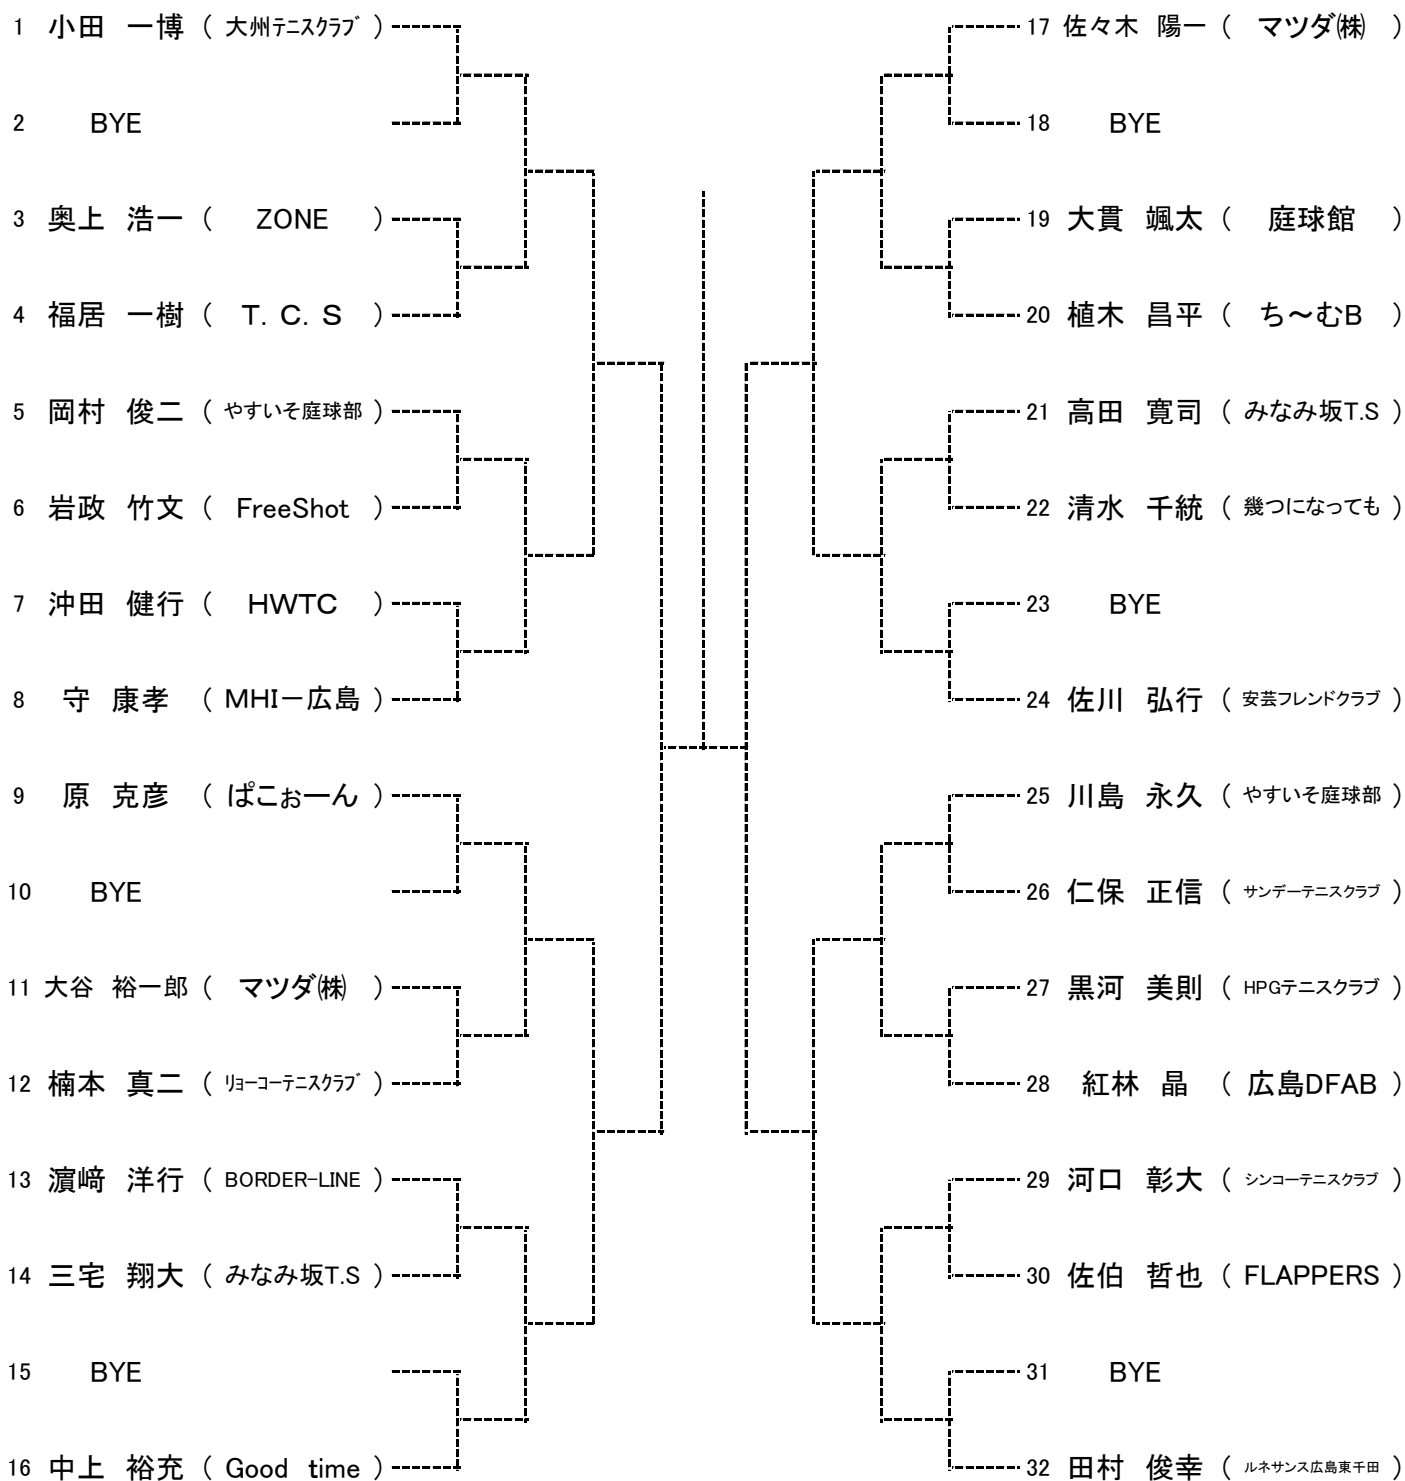 1 小田 一博 ( 大州ﾃﾆｽｸﾗﾌﾞ )
2 BYE
3 奥上 浩一 ( ZONE )
4 福居 一樹 ( T. C. S )
5 岡村 俊二 ( やすいそ庭球部 )
6 岩政 竹文 ( FreeShot )
7 沖田 健行 ( HWTC )
8 守 康孝 ( MHI－広島 )
9 原 克彦 ( ぱこぉーん )
10 BYE
11 大谷 裕一郎 ( マツダ㈱ )
12 楠本 真二 ( ﾘｮｰｺｰﾃﾆｽｸﾗﾌﾞ )
13 濵﨑 洋行 ( BORDER-LINE )
14 三宅 翔大 ( みなみ坂T.S )
15 BYE
16 中上 裕充 ( Good time )
17 佐々木 陽一 ( マツダ㈱ )
18 BYE
19 大貫 颯太 ( 庭球館 )
20 植木 昌平 ( ち～むB )
21 高田 寛司 ( みなみ坂T.S )
22 清水 千統 ( 幾つになっても )
23 BYE
24 佐川 弘行 ( 安芸フレンドクラブ )
25 川島 永久 ( やすいそ庭球部 )
26 仁保 正信 ( サンデーテニスクラブ )
27 黒河 美則 ( HPGテニスクラブ )
28 紅林 晶 ( 広島DFAB )
29 河口 彰大 ( シンコーテニスクラブ )
30 佐伯 哲也 ( FLAPPERS )
31 BYE
32 田村 俊幸 ( ルネサンス広島東千田 )